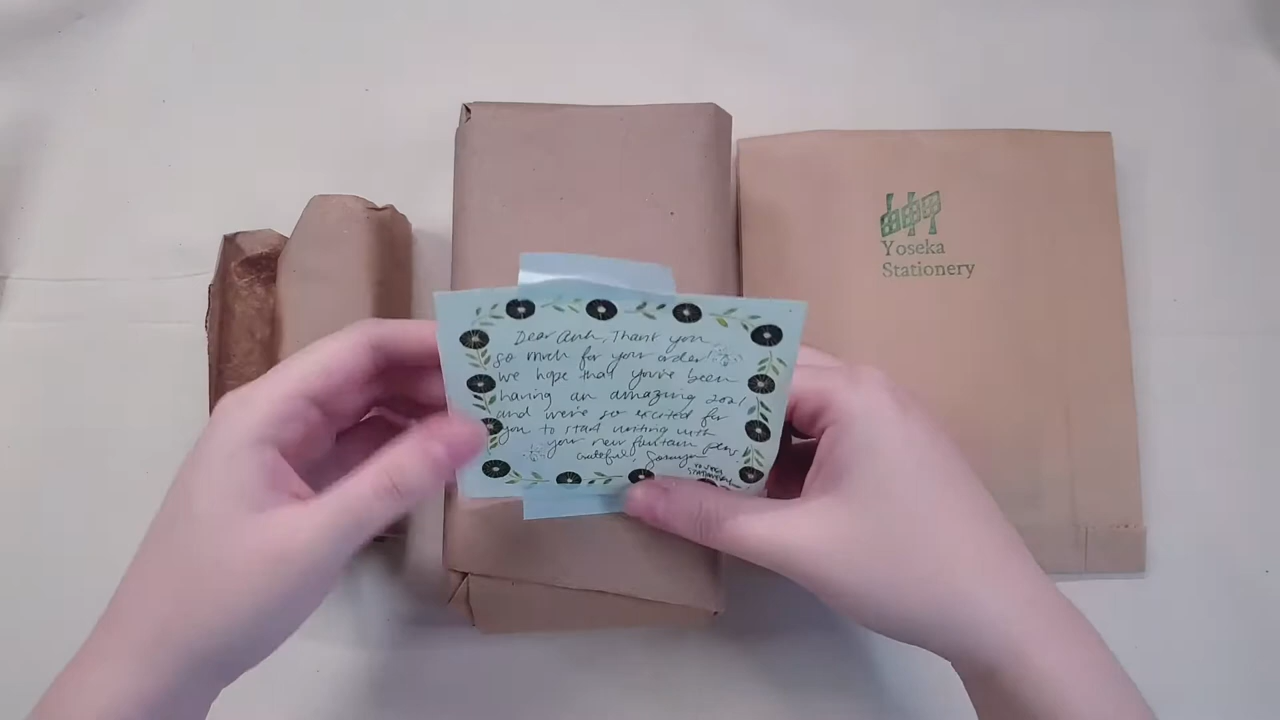 Yoseka
Stationery
Dear Anh, Thank you
so much for your order!
we hope that you've been
having an amazing 2021
and we're so excited for
you to start writing with
your new fountain pen
Gratefully,